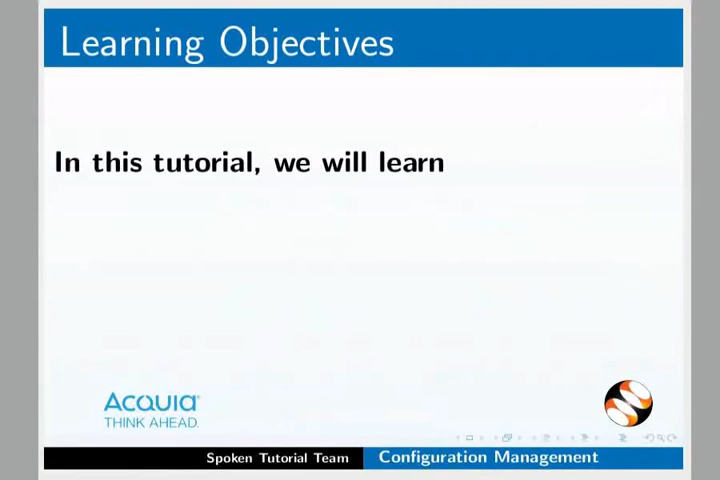 Learning Objectives
In this tutorial, we will learn
Acquia®
THINK AHEAD.
Spoken Tutorial Team
Configuration Management